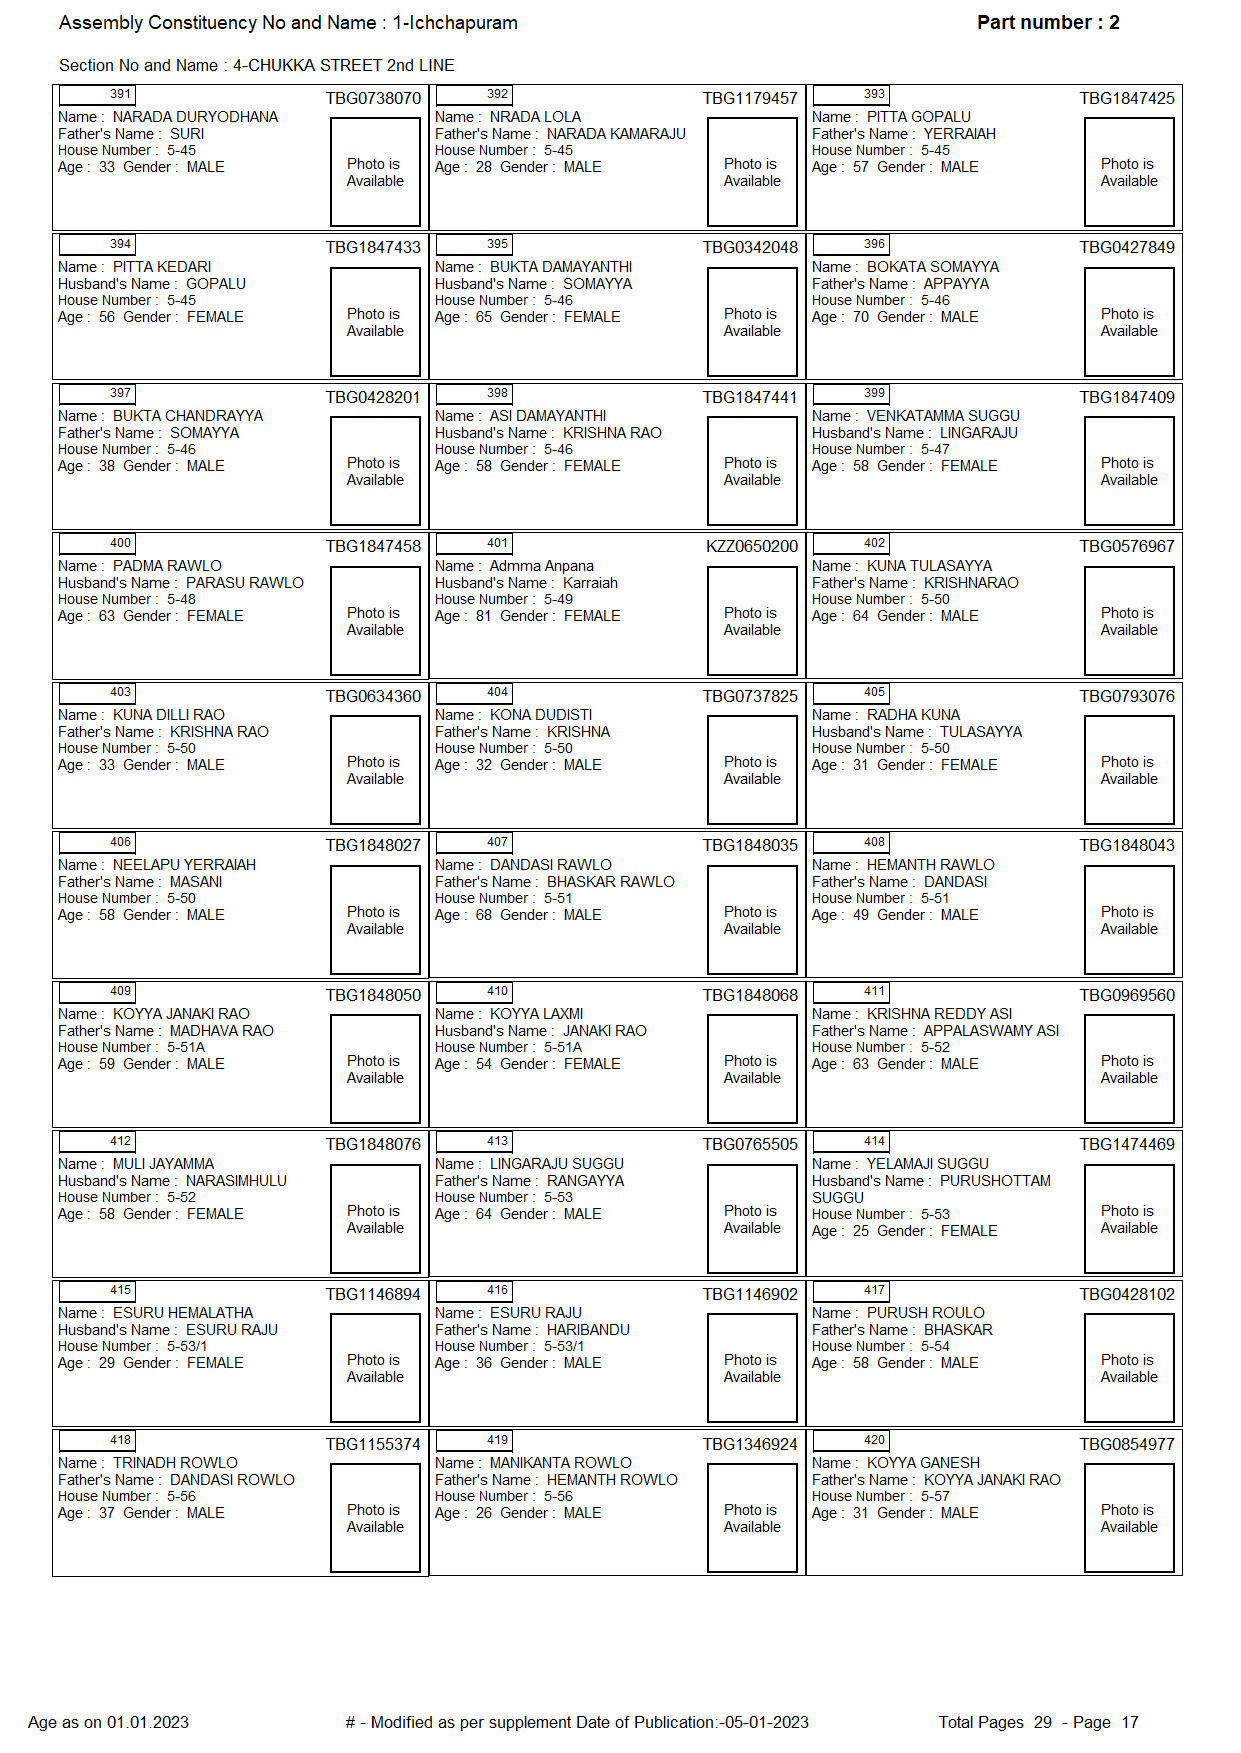 Assembly Constituency No and Name : 1-Ichchapuram
Part number : 2
Section No and Name : 4-CHUKKA STREET 2nd LINE
391
TBG0738070
Name : NARADA DURYODHANA
Father's Name : SURI
House Number : 5-45
Age : 33 Gender : MALE
Photo is
Available
392
TBG1179457
Name : NRADA LOLA
Father's Name : NARADA KAMARAJU
House Number : 5-45
Age : 28 Gender : MALE
Photo is
Available
393
TBG1847425
Name : PITTA GOPALU
Father's Name : YERRAIAH
House Number : 5-45
Age : 57 Gender : MALE
Photo is
Available
394
TBG1847433
Name : PITTA KEDARI
Husband's Name : GOPALU
House Number : 5-45
Age : 56 Gender : FEMALE
Photo is
Available
395
TBG0342048
Name : BUKTA DAMAYANTHI
Husband's Name : SOMAYYA
House Number : 5-46
Age : 65 Gender : FEMALE
Photo is
Available
396
TBG0427849
Name : BOKATA SOMAYYA
Father's Name : APPAYYA
House Number : 5-46
Age : 70 Gender : MALE
Photo is
Available
397
TBG0428201
Name : BUKTA CHANDRAYYA
Father's Name : SOMAYYA
House Number : 5-46
Age : 38 Gender : MALE
Photo is
Available
398
TBG1847441
Name : ASI DAMAYANTHI
Husband's Name : KRISHNA RAO
House Number : 5-46
Age : 58 Gender : FEMALE
Photo is
Available
399
TBG1847409
Name : VENKATAMMA SUGGU
Husband's Name : LINGARAJU
House Number : 5-47
Age : 58 Gender : FEMALE
Photo is
Available
400
TBG1847458
Name : PADMA RAWLO
Husband's Name : PARASU RAWLO
House Number : 5-48
Age : 63 Gender : FEMALE
Photo is
Available
401
KZZ0650200
Name : Admma Anpana
Husband's Name : Karraiah
House Number : 5-49
Age : 81 Gender : FEMALE
Photo is
Available
402
TBG0576967
Name : KUNA TULASAYYA
Father's Name : KRISHNARAO
House Number : 5-50
Age : 64 Gender : MALE
Photo is
Available
403
TBG0634360
Name : KUNA DILLI RAO
Father's Name : KRISHNA RAO
House Number : 5-50
Age : 33 Gender : MALE
Photo is
Available
404
TBG0737825
Name : KONA DUDISTI
Father's Name : KRISHNA
House Number : 5-50
Age : 32 Gender : MALE
Photo is
Available
405
TBG0793076
Name : RADHA KUNA
Husband's Name : TULASAYYA
House Number : 5-50
Age : 31 Gender : FEMALE
Photo is
Available
406
TBG1848027
Name : NEELAPU YERRAIAH
Father's Name : MASANI
House Number : 5-50
Age : 58 Gender : MALE
Photo is
Available
407
TBG1848035
Name : DANDASI RAWLO
Father's Name : BHASKAR RAWLO
House Number : 5-51
Age : 68 Gender : MALE
Photo is
Available
408
TBG1848043
Name : HEMANTH RAWLO
Father's Name : DANDASI
House Number : 5-51
Age : 49 Gender : MALE
Photo is
Available
409
TBG1848050
Name : KOYYA JANAKI RAO
Father's Name : MADHAVA RAO
House Number : 5-51A
Age : 59 Gender : MALE
Photo is
Available
410
TBG1848068
Name : KOYYA LAXMI
Husband's Name : JANAKI RAO
House Number : 5-51A
Age : 54 Gender : FEMALE
Photo is
Available
411
TBG0969560
Name : KRISHNA REDDY ASI
Father's Name : APPALASWAMY ASI
House Number : 5-52
Age : 63 Gender : MALE
Photo is
Available
412
TBG1848076
Name : MULI JAYAMMA
Husband's Name : NARASIMHULU
House Number : 5-52
Age : 58 Gender : FEMALE
Photo is
Available
413
TBG0765505
Name : LINGARAJU SUGGU
Father's Name : RANGAYYA
House Number : 5-53
Age : 64 Gender : MALE
Photo is
Available
414
TBG1474469
Name : YELAMAJI SUGGU
Husband's Name : PURUSHOTTAM
SUGGU
House Number : 5-53
Age : 25 Gender : FEMALE
Photo is
Available
415
TBG1146894
Name : ESURU HEMALATHA
Husband's Name : ESURU RAJU
House Number : 5-53/1
Age : 29 Gender : FEMALE
Photo is
Available
416
TBG1146902
Name : ESURU RAJU
Father's Name : HARIBANDU
House Number : 5-53/1
Age : 36 Gender : MALE
Photo is
Available
417
TBG0428102
Name : PURUSH ROULO
Father's Name : BHASKAR
House Number : 5-54
Age : 58 Gender : MALE
Photo is
Available
418
TBG1155374
Name : TRINADH ROWLO
Father's Name : DANDASI ROWLO
House Number : 5-56
Age : 37 Gender : MALE
Photo is
Available
419
TBG1346924
Name : MANIKANTA ROWLO
Father's Name : HEMANTH ROWLO
House Number : 5-56
Age : 26 Gender : MALE
Photo is
Available
420
TBG0854977
Name : KOYYA GANESH
Father's Name : KOYYA JANAKI RAO
House Number : 5-57
Age : 31 Gender : MALE
Photo is
Available
Age as on 01.01.2023
# - Modified as per supplement Date of Publication:-05-01-2023
Total Pages 29 - Page 17